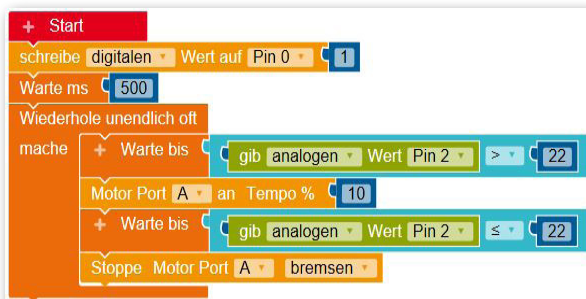 + Start
schreibe digitalen Wert auf Pin 0 1
Warte ms 500
Wiederhole unendlich oft
mache + Warte bis gib analogen Wert Pin 2 > 22
Motor Port A an Tempo % 10
+ Warte bis gib analogen Wert Pin 2 ≤ 22
Stoppe Motor Port A bremsen